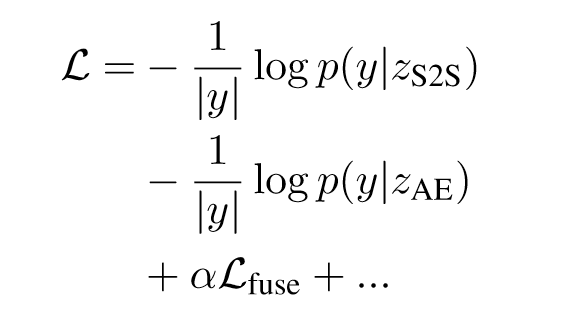 ℒ = − 1/|y| log p(y|z_S2S)
− 1/|y| log p(y|z_AE)
+ αℒ_fuse + ...